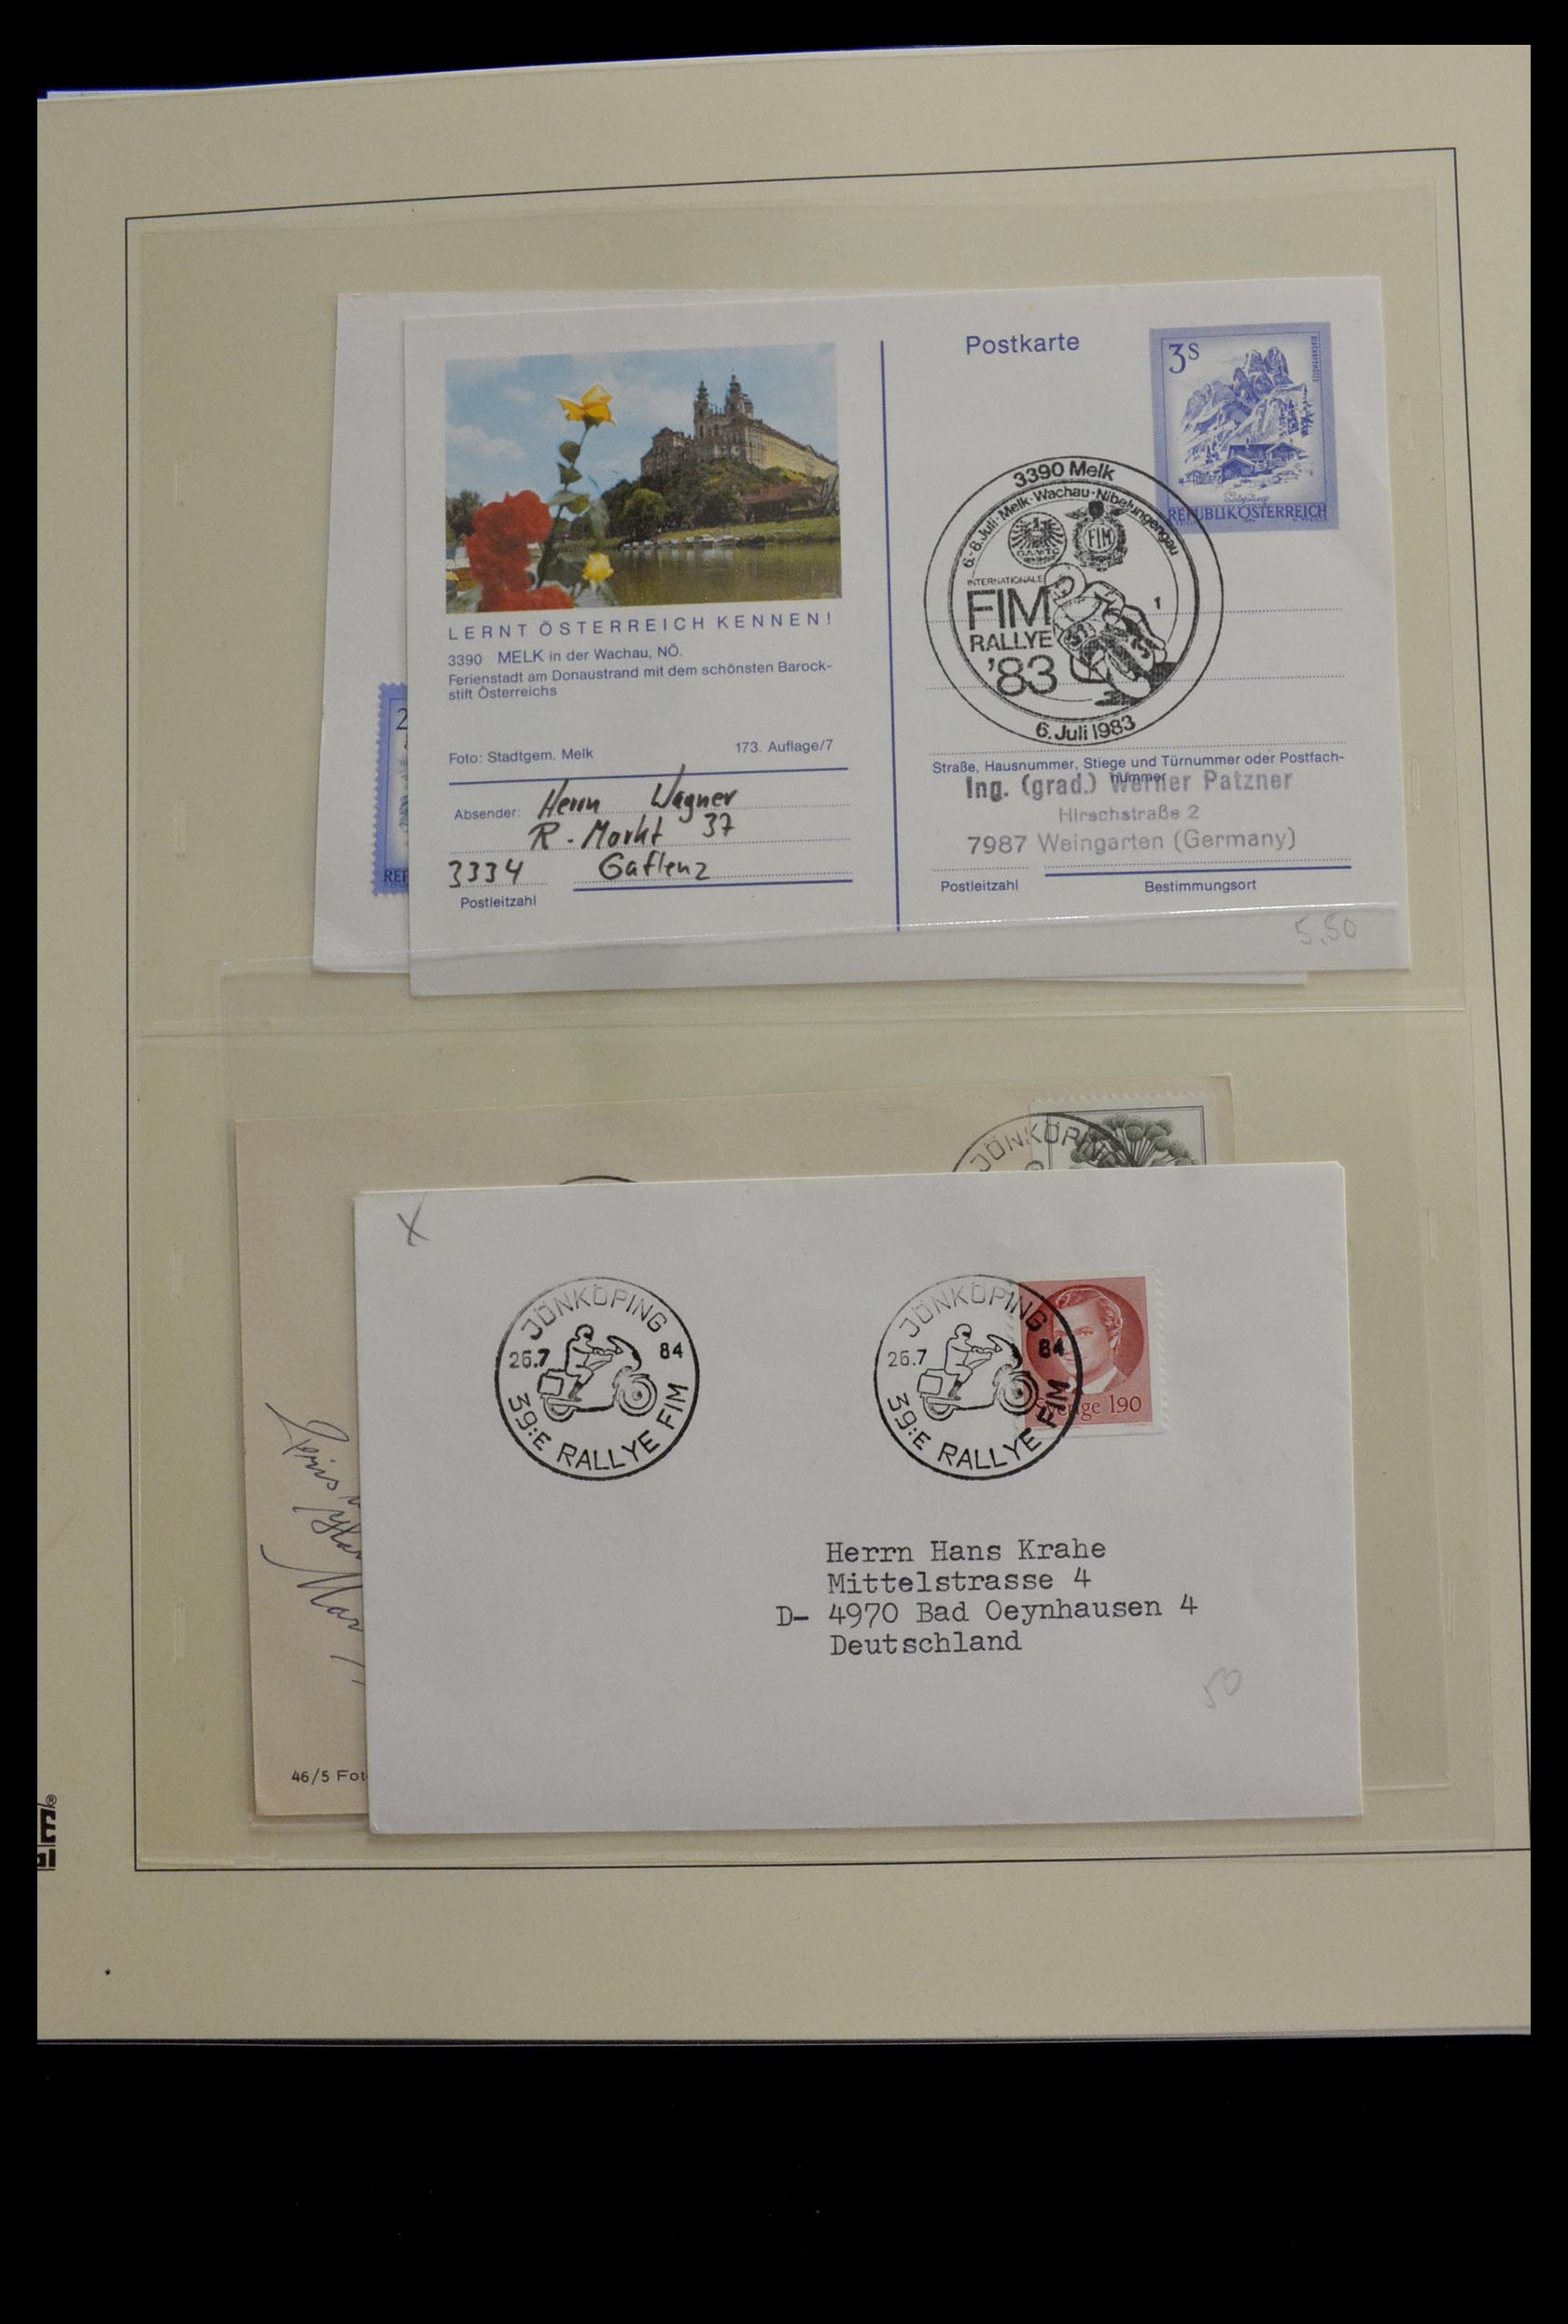 Postkarte
3S
REPUBLIK ÖSTERREICH
3390 Melk
6.-8. Juli · Melk · Wachau · Nibelungengau
ÖAMTC
FIM
INTERNATIONALE
FIM
RALLYE
'83
1
6. Juli 1983
LERNT ÖSTERREICH KENNEN!
3390 MELK in der Wachau, NÖ.
Ferienstadt am Donaustrand mit dem schönsten Barock-
stift Österreichs
Foto: Stadtgem. Melk 173. Auflage/7
Absender: Herrn Wagner
R.-Markt 37
3334 Gaflenz
Postleitzahl
Straße, Hausnummer, Stiege und Türnummer oder Postfach-
nummer
Ing. (grad.) Werner Patzner
Hirschstraße 2
7987 Weingarten (Germany)
Postleitzahl Bestimmungsort
5,50
2
REP
JÖNKÖPING
X
JÖNKÖPING
26.7 84
39:E RALLYE FIM
JÖNKÖPING
26.7 84
39:E RALLYE FIM
Sverige 190
Herrn Hans Krahe
Mittelstrasse 4
D- 4970 Bad Oeynhausen 4
Deutschland
50
46/5 Fot